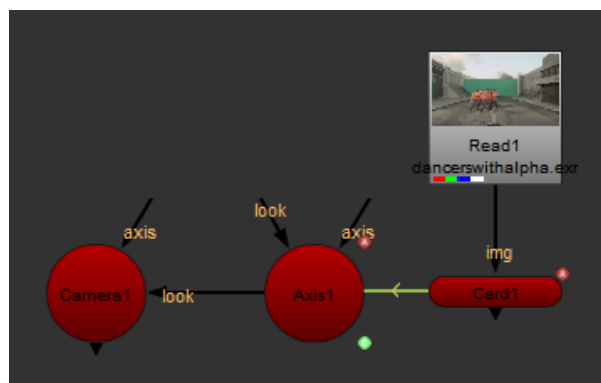 Read1
dancerswithalpha.exr
look
axis
axis
img
Camera1
look
Axis1
Card1